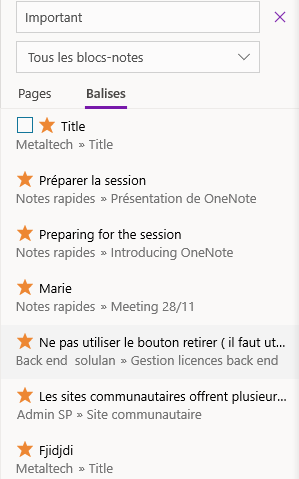 Important
Tous les blocs-notes
Pages Balises
Title
Metaltech » Title
Préparer la session
Notes rapides » Présentation de OneNote
Preparing for the session
Notes rapides » Introducing OneNote
Marie
Notes rapides » Meeting 28/11
Ne pas utiliser le bouton retirer ( il faut ut...
Back end solulan » Gestion licences back end
Les sites communautaires offrent plusieur...
Admin SP » Site communautaire
Fjidjdi
Metaltech » Title